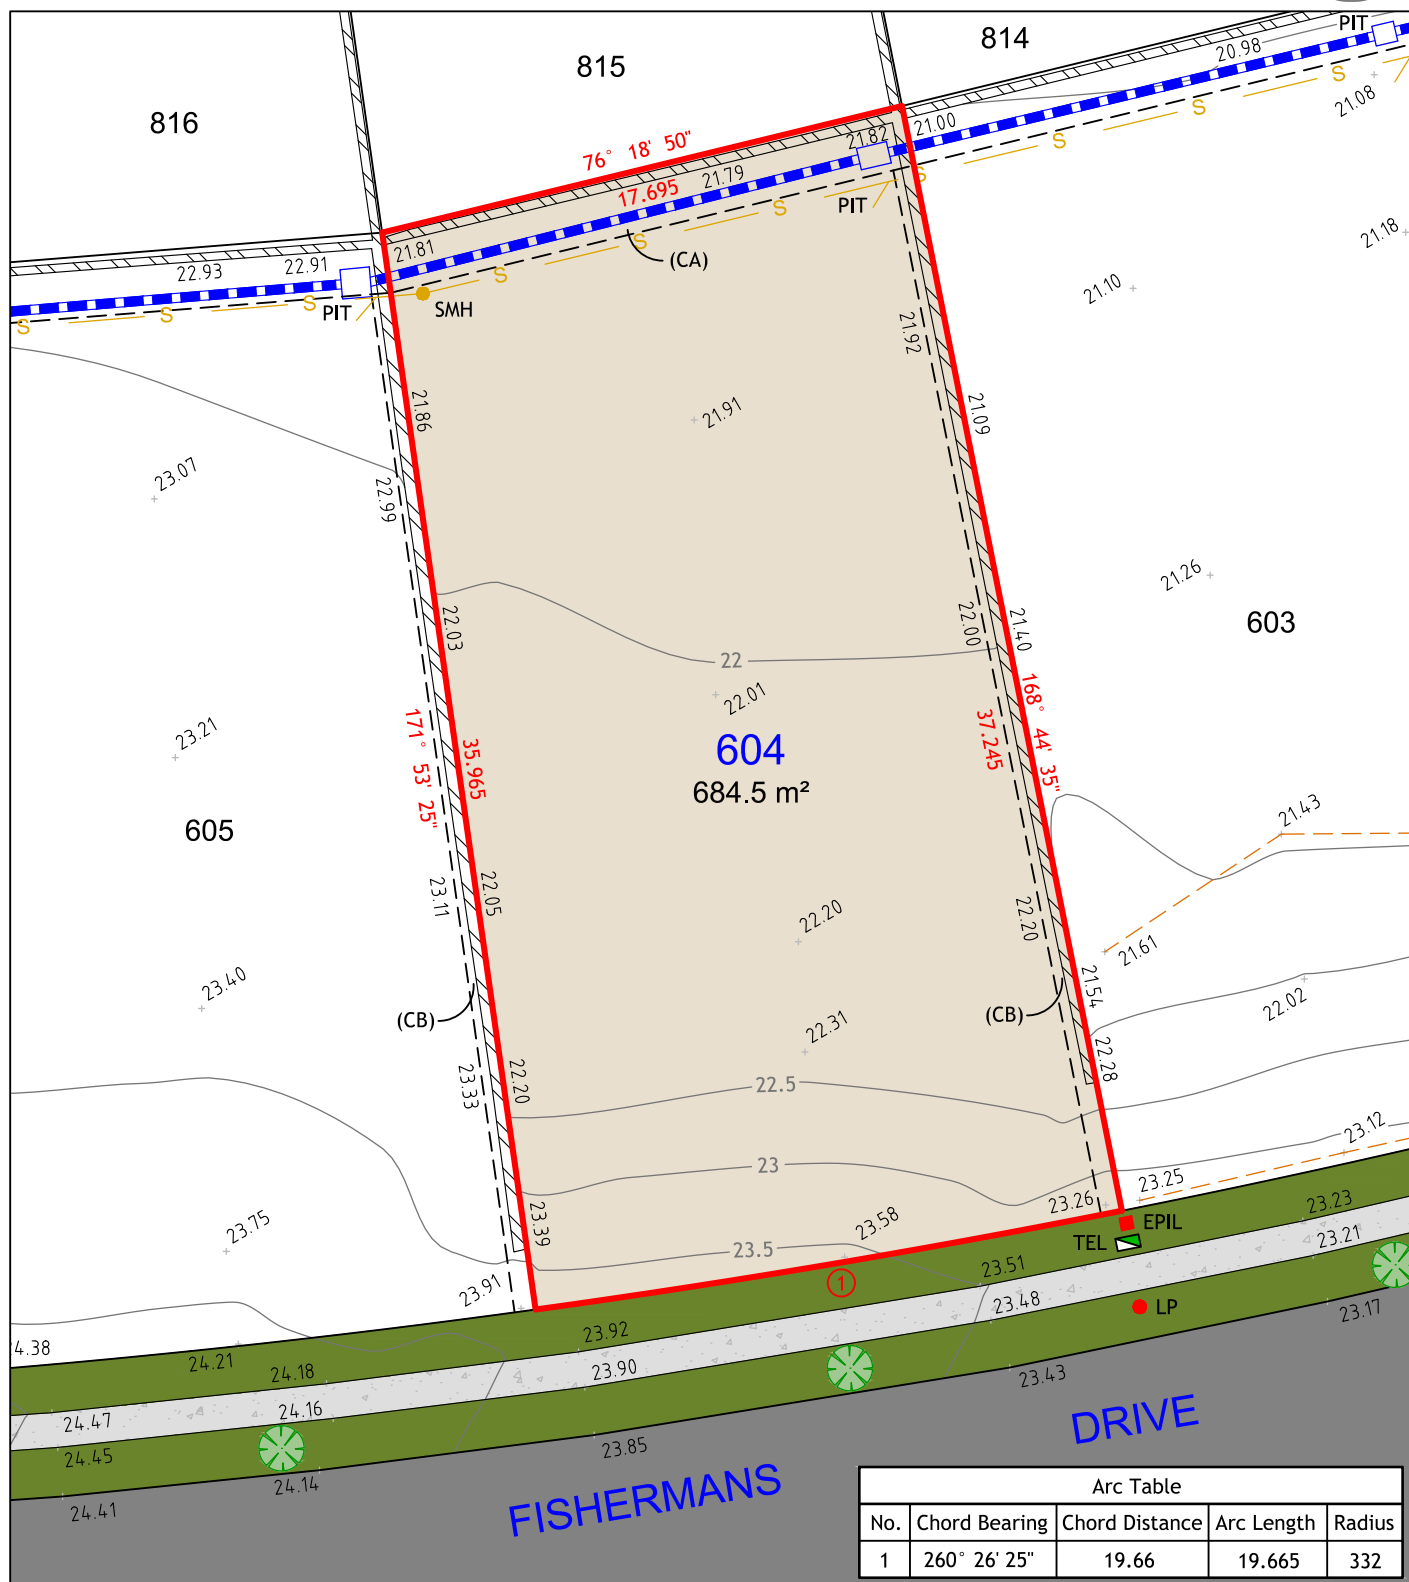 814
PIT
20.98
815
21.08
816
21.00
21.82
76° 18' 50"
21.79
17.695
S
S
S
S
PIT
21.18
21.81
(CA)
22.93
22.91
S
S
21.10
S
S
S
PIT
SMH
21.92
21.86
21.91
21.09
23.07
22.99
21.26
22.03
22.00
21.40
603
22
22.01
168° 44' 35"
37.245
171° 53' 25"
35.965
23.21
604
684.5 m²
21.43
605
22.05
23.11
22.20
22.20
21.61
23.40
(CB)
(CB)
21.54
22.02
22.31
22.28
22.20
23.33
22.5
23.12
23
23.26
23.25
23.39
23.58
23.75
23.5
EPIL
TEL
23.23
23.21
23.91
1
23.51
23.48
LP
23.17
24.38
24.21
24.18
23.92
23.90
23.43
24.47
24.16
24.45
23.85
24.14
24.41
FISHERMANS DRIVE
Arc Table
No. Chord Bearing Chord Distance Arc Length Radius
1 260° 26' 25" 19.66 19.665 332